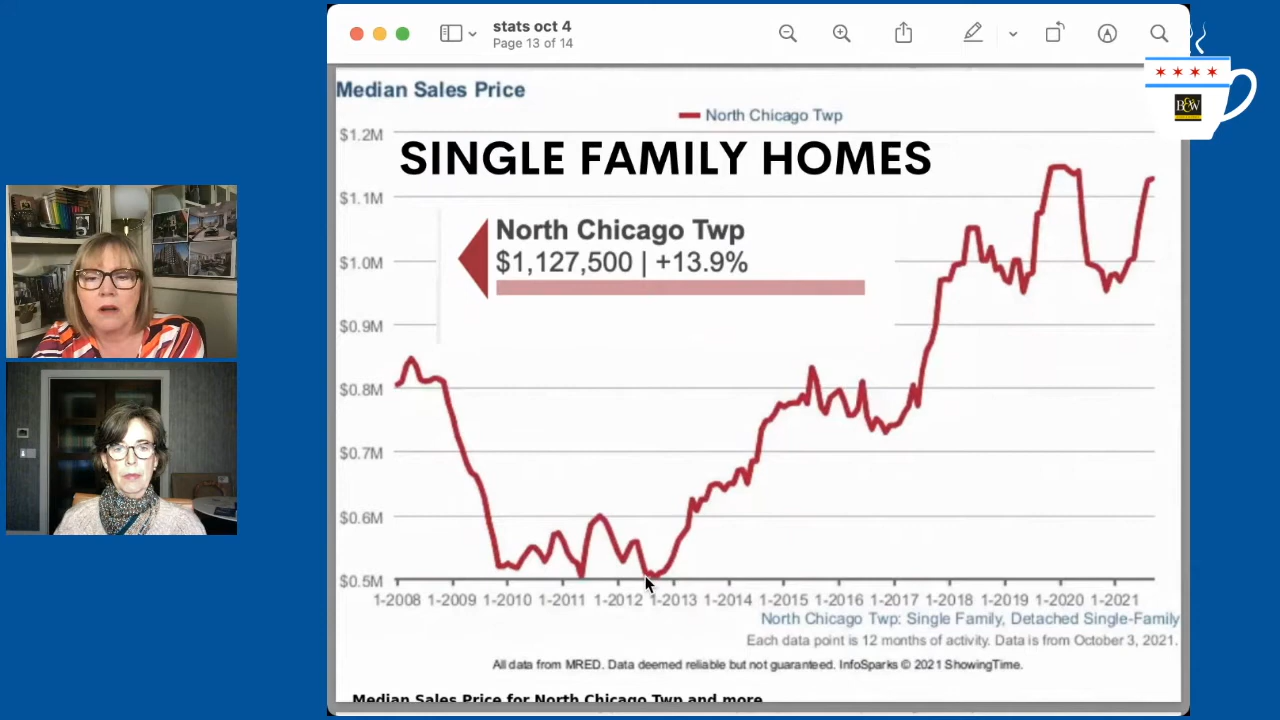 stats oct 4
Page 13 of 14
B&W
Median Sales Price
North Chicago Twp
SINGLE FAMILY HOMES
North Chicago Twp
$1,127,500 | +13.9%
$1.2M
$1.1M
$1.0M
$0.9M
$0.8M
$0.7M
$0.6M
$0.5M
1-2008 1-2009 1-2010 1-2011 1-2012 1-2013 1-2014 1-2015 1-2016 1-2017 1-2018 1-2019 1-2020 1-2021
North Chicago Twp: Single Family, Detached Single-Family
Each data point is 12 months of activity. Data is from October 3, 2021.
All data from MRED. Data deemed reliable but not guaranteed. InfoSparks © 2021 ShowingTime.
Median Sales Price for North Chicago Twp and more